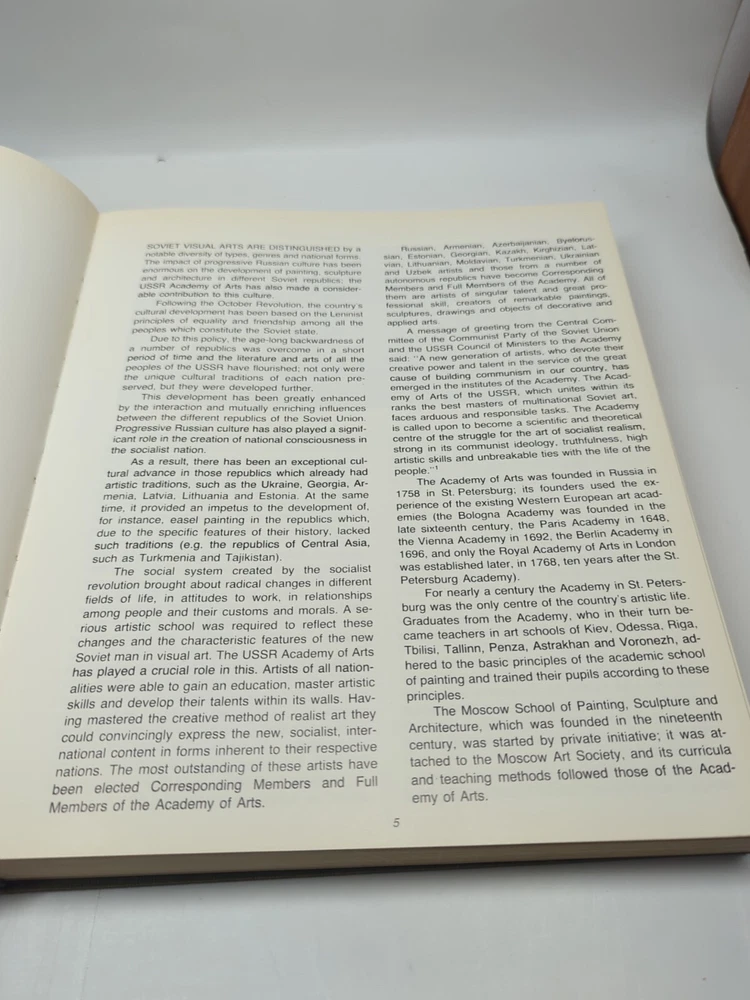 SOVIET VISUAL ARTS ARE DISTINGUISHED by a
notable diversity of types, genres and national forms.
The impact of progressive Russian culture has been
enormous on the development of painting, sculpture
and architecture in different Soviet republics; the
USSR Academy of Arts has also made a consider-
able contribution to this culture.
Following the October Revolution, the country's
cultural development has been based on the Leninist
principles of equality and friendship among all the
peoples which constitute the Soviet state.
Due to this policy, the age-long backwardness of
a number of republics was overcome in a short
period of time and the literature and arts of all the
peoples of the USSR have flourished; not only were
the unique cultural traditions of each nation pre-
served, but they were developed further.
This development has been greatly enhanced
by the interaction and mutually enriching influences
between the different republics of the Soviet Union.
Progressive Russian culture has also played a signif-
icant role in the creation of national consciousness in
the socialist nation.
As a result, there has been an exceptional cul-
tural advance in those republics which already had
artistic traditions, such as the Ukraine, Georgia, Ar-
menia, Latvia, Lithuania and Estonia. At the same
time, it provided an impetus to the development of,
for instance, easel painting in the republics which,
due to the specific features of their history, lacked
such traditions (e.g. the republics of Central Asia,
such as Turkmenia and Tajikistan).
The social system created by the socialist
revolution brought about radical changes in different
fields of life, in attitudes to work, in relationships
among people and their customs and morals. A se-
rious artistic school was required to reflect these
changes and the characteristic features of the new
Soviet man in visual art. The USSR Academy of Arts
has played a crucial role in this. Artists of all nation-
alities were able to gain an education, master artistic
skills and develop their talents within its walls. Hav-
ing mastered the creative method of realist art they
could convincingly express the new, socialist, inter-
national content in forms inherent to their respective
nations. The most outstanding of these artists have
been elected Corresponding Members and Full
Members of the Academy of Arts.
Russian, Armenian, Azerbaijanian, Byelorus-
sian, Estonian, Georgian, Kazakh, Kirghizian, Lat-
vian, Lithuanian, Moldavian, Turkmenian, Ukrainian
and Uzbek artists and those from a number of
autonomous republics have become Corresponding
Members and Full Members of the Academy. All of
them are artists of singular talent and great pro-
fessional skill, creators of remarkable paintings,
sculptures, drawings and objects of decorative and
applied arts.
A message of greeting from the Central Com-
mittee of the Communist Party of the Soviet Union
and the USSR Council of Ministers to the Academy
said: "A new generation of artists, who devote their
creative power and talent in the service of the great
cause of building communism in our country, has
emerged in the institutes of the Academy. The Acad-
emy of Arts of the USSR, which unites within its
ranks the best masters of multinational Soviet art,
faces arduous and responsible tasks. The Academy
is called upon to become a scientific and theoretical
centre of the struggle for the art of socialist realism,
strong in its communist ideology, truthfulness, high
artistic skills and unbreakable ties with the life of the
people."1
The Academy of Arts was founded in Russia in
1758 in St. Petersburg; its founders used the ex-
perience of the existing Western European art acad-
emies (the Bologna Academy was founded in the
late sixteenth century, the Paris Academy in 1648,
the Vienna Academy in 1692, the Berlin Academy in
1696, and only the Royal Academy of Arts in London
was established later, in 1768, ten years after the St.
Petersburg Academy).
For nearly a century the Academy in St. Peters-
burg was the only centre of the country's artistic life.
Graduates from the Academy, who in their turn be-
came teachers in art schools of Kiev, Odessa, Riga,
Tbilisi, Tallinn, Penza, Astrakhan and Voronezh, ad-
hered to the basic principles of the academic school
of painting and trained their pupils according to these
principles.
The Moscow School of Painting, Sculpture and
Architecture, which was founded in the nineteenth
century, was started by private initiative; it was at-
tached to the Moscow Art Society, and its curricula
and teaching methods followed those of the Acad-
emy of Arts.
5